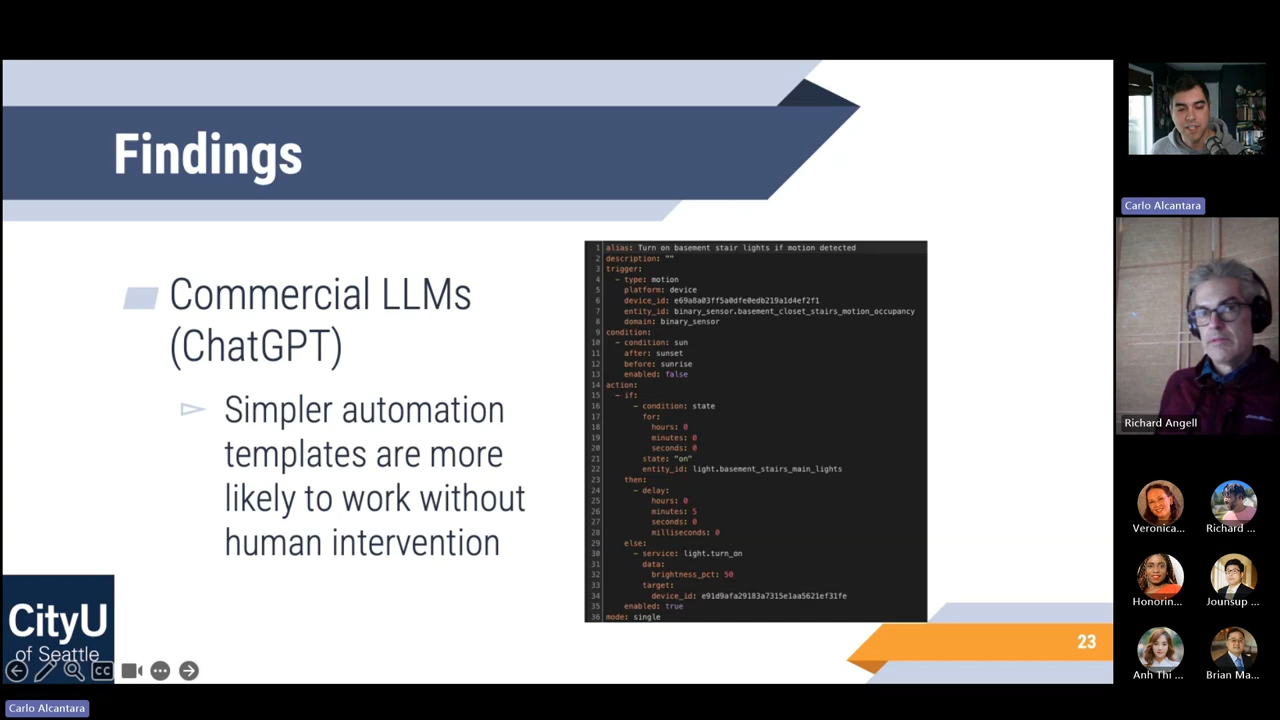 Findings
Commercial LLMs
(ChatGPT)
Simpler automation
templates are more
likely to work without
human intervention
1 alias: Turn on basement stair lights if motion detected
2 description: ""
3 trigger:
4 - type: motion
5 platform: device
6 device_id: e69a8a03ff5a0dfe0edb219a1d4ef2f1
7 entity_id: binary_sensor.basement_closet_stairs_motion_occupancy
8 domain: binary_sensor
9 condition:
10 - condition: sun
11 after: sunset
12 before: sunrise
13 enabled: false
14 action:
15 - if:
16 - condition: state
17 for:
18 hours: 0
19 minutes: 0
20 seconds: 0
21 state: "on"
22 entity_id: light.basement_stairs_main_lights
23 then:
24 - delay:
25 hours: 0
26 minutes: 5
27 seconds: 0
28 milliseconds: 0
29 else:
30 - service: light.turn_on
31 data:
32 brightness_pct: 50
33 target:
34 device_id: e91d9afa29183a7315e1aa5621ef31fe
35 enabled: true
36 mode: single
CityU
of Seattle
CC
23
Carlo Alcantara
Carlo Alcantara
Richard Angell
Veronica...
Richard ...
Honorin...
Jounsup ...
Anh Thi ...
Brian Ma...